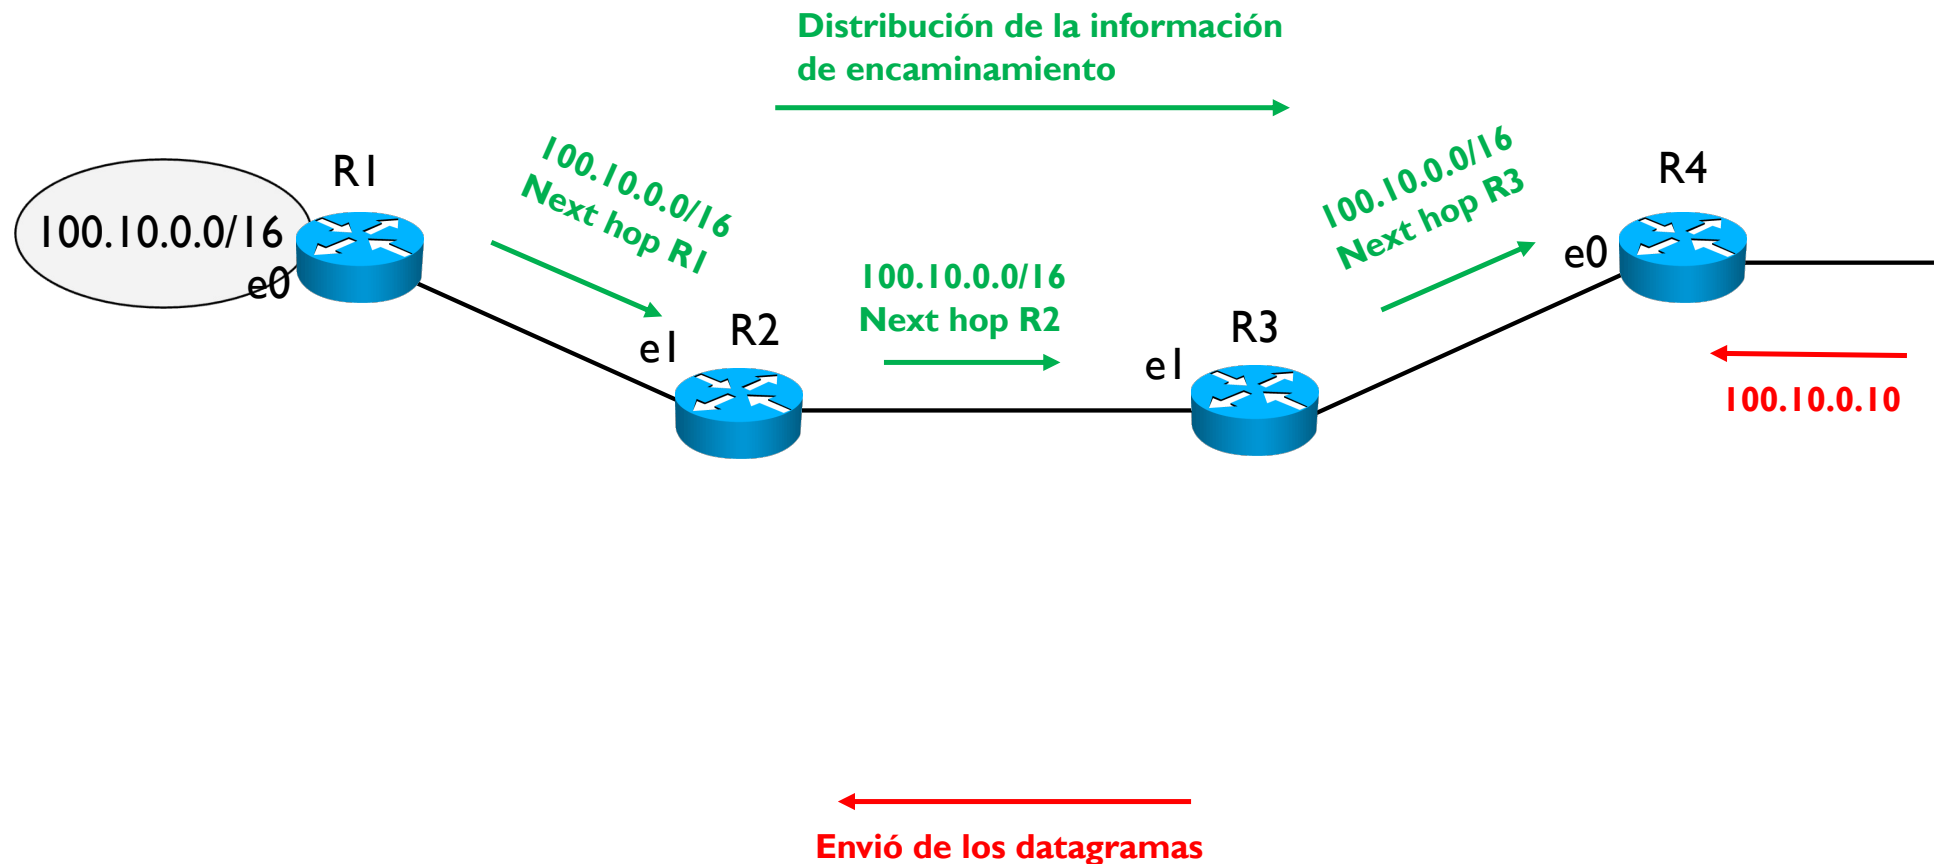 Distribución de la información
de encaminamiento
R1
100.10.0.0/16
e0
100.10.0.0/16
Next hop R1
e1
R2
100.10.0.0/16
Next hop R2
e1
R3
100.10.0.0/16
Next hop R3
e0
R4
100.10.0.10
Envió de los datagramas